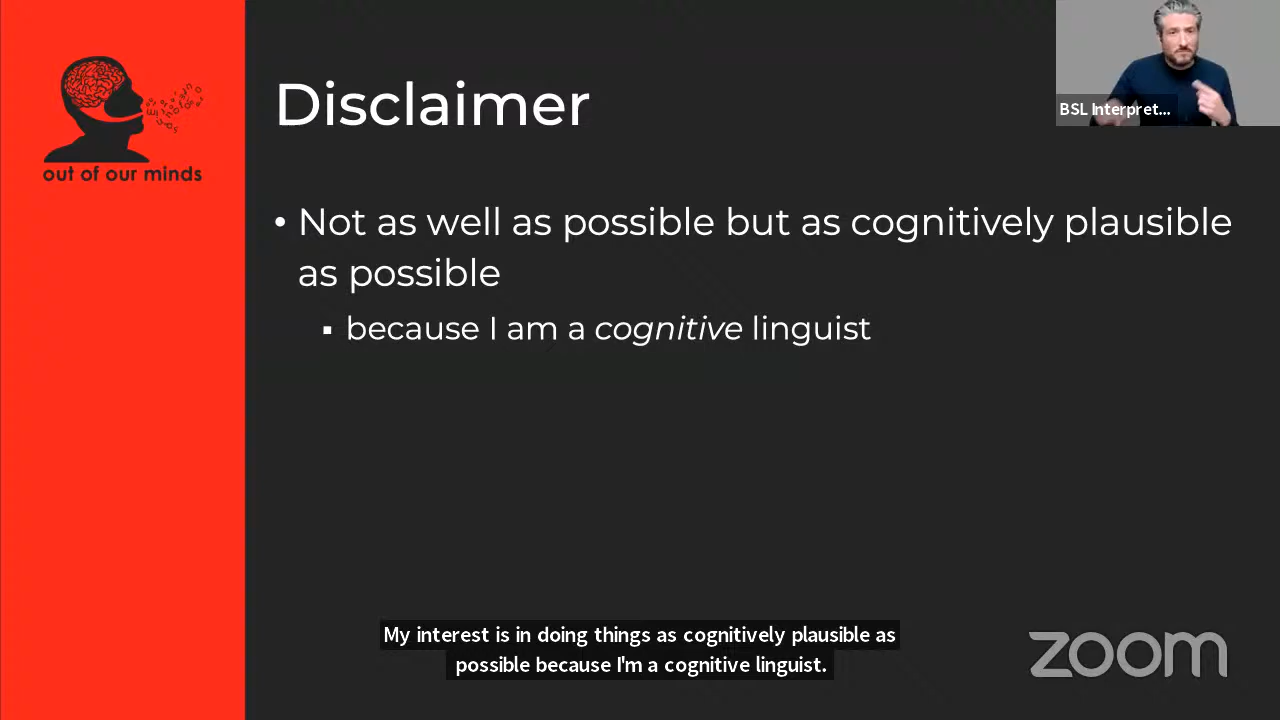 BSL Interpret...
out of our minds
Disclaimer
• Not as well as possible but as cognitively plausible
as possible
▪ because I am a cognitive linguist
My interest is in doing things as cognitively plausible as
possible because I'm a cognitive linguist.
zoom